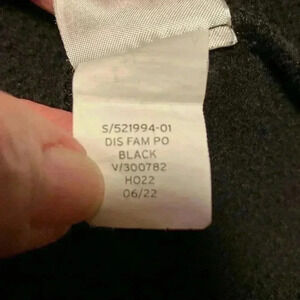 S/521994-01
DIS FAM PO
BLACK
V/300782
HO22
06/22